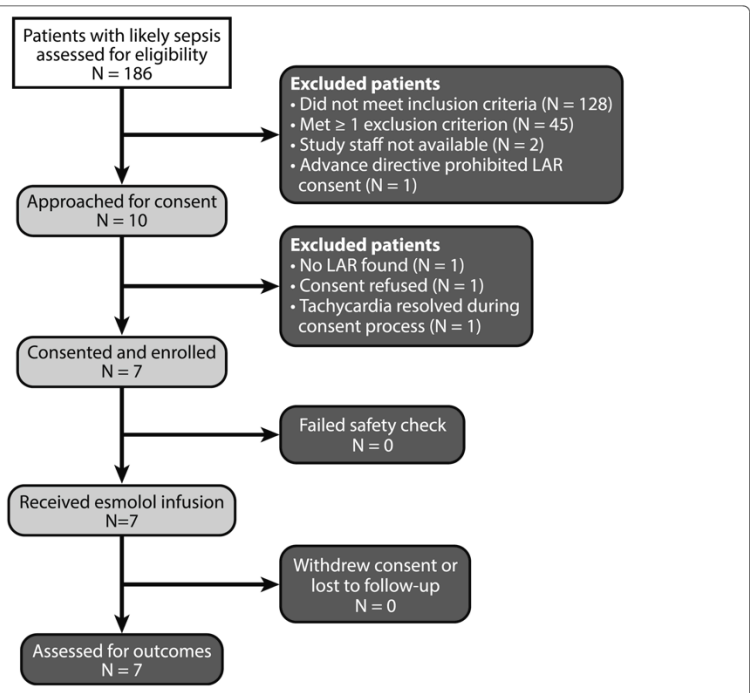 Patients with likely sepsis
assessed for eligibility
N = 186
Excluded patients
• Did not meet inclusion criteria (N = 128)
• Met ≥ 1 exclusion criterion (N = 45)
• Study staff not available (N = 2)
• Advance directive prohibited LAR
consent (N = 1)
Approached for consent
N = 10
Excluded patients
• No LAR found (N = 1)
• Consent refused (N = 1)
• Tachycardia resolved during
consent process (N = 1)
Consented and enrolled
N = 7
Failed safety check
N = 0
Received esmolol infusion
N=7
Withdrew consent or
lost to follow-up
N = 0
Assessed for outcomes
N = 7